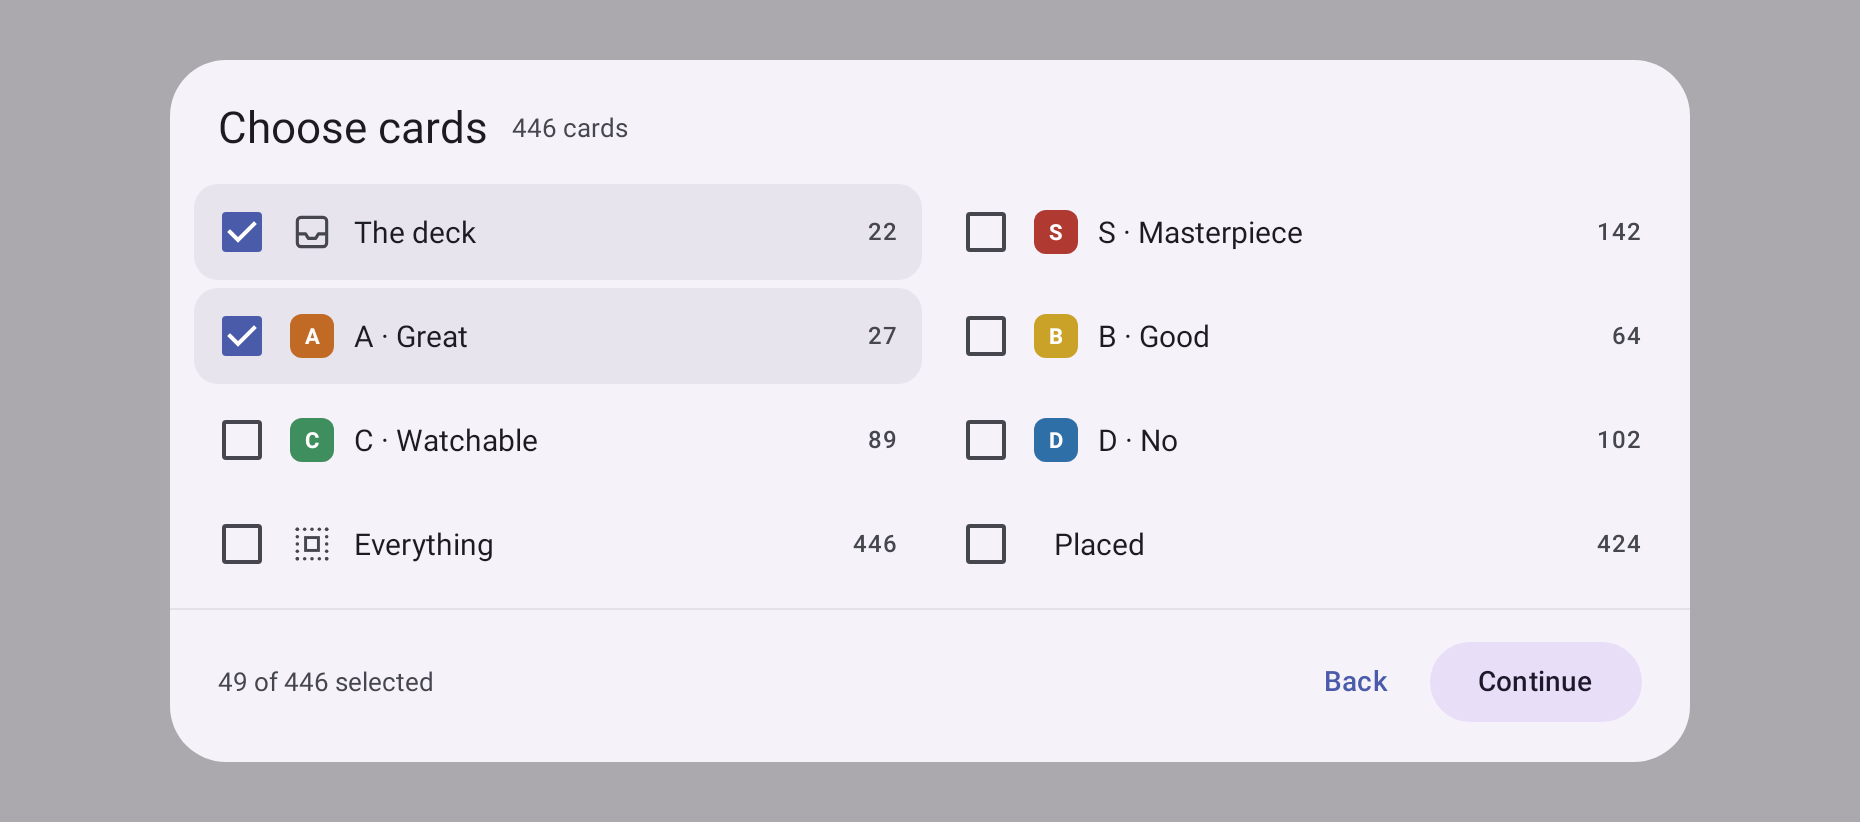 Choose cards 446 cards
The deck 22
S S · Masterpiece 142
A A · Great 27
B B · Good 64
C C · Watchable 89
D D · No 102
Everything 446
Placed 424
49 of 446 selected
Back Continue